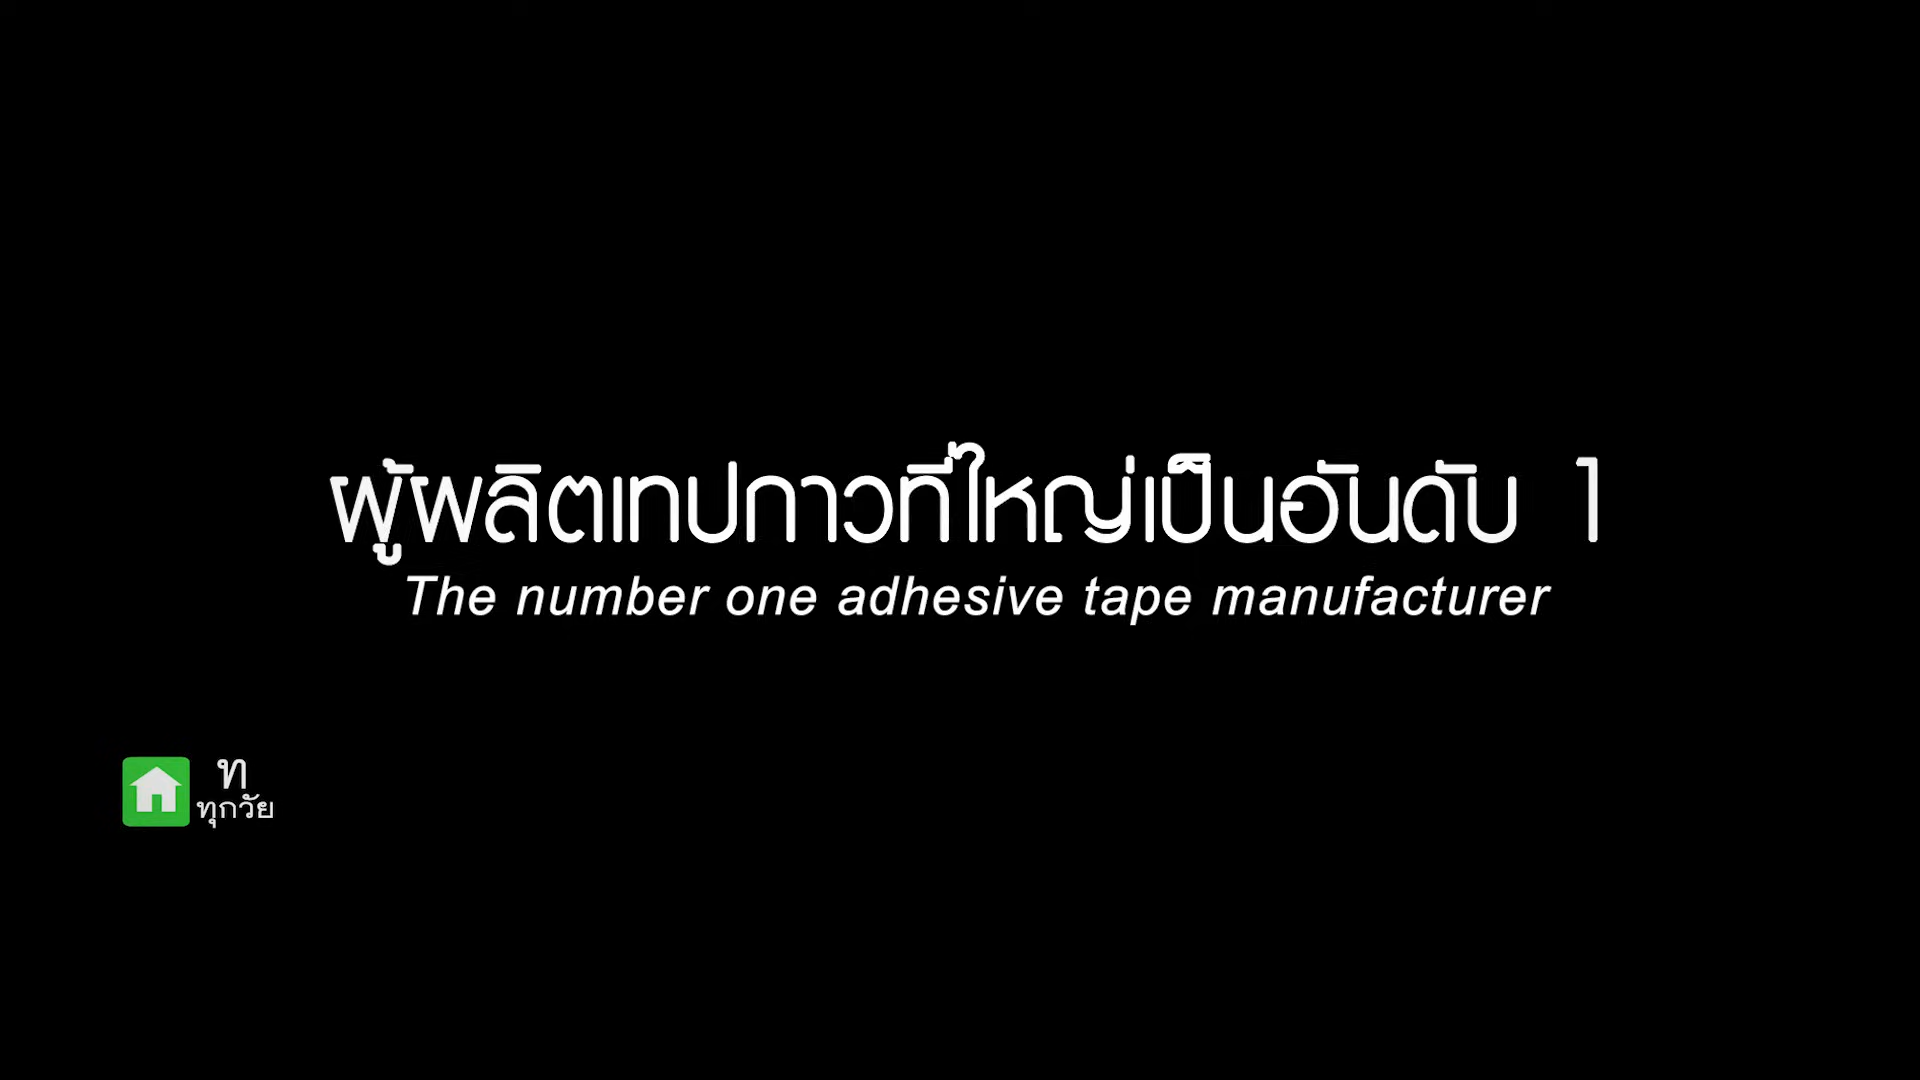 ผู้ผลิตเทปกาวที่ใหญ่เป็นอันดับ 1
The number one adhesive tape manufacturer
ท
ทุกวัย